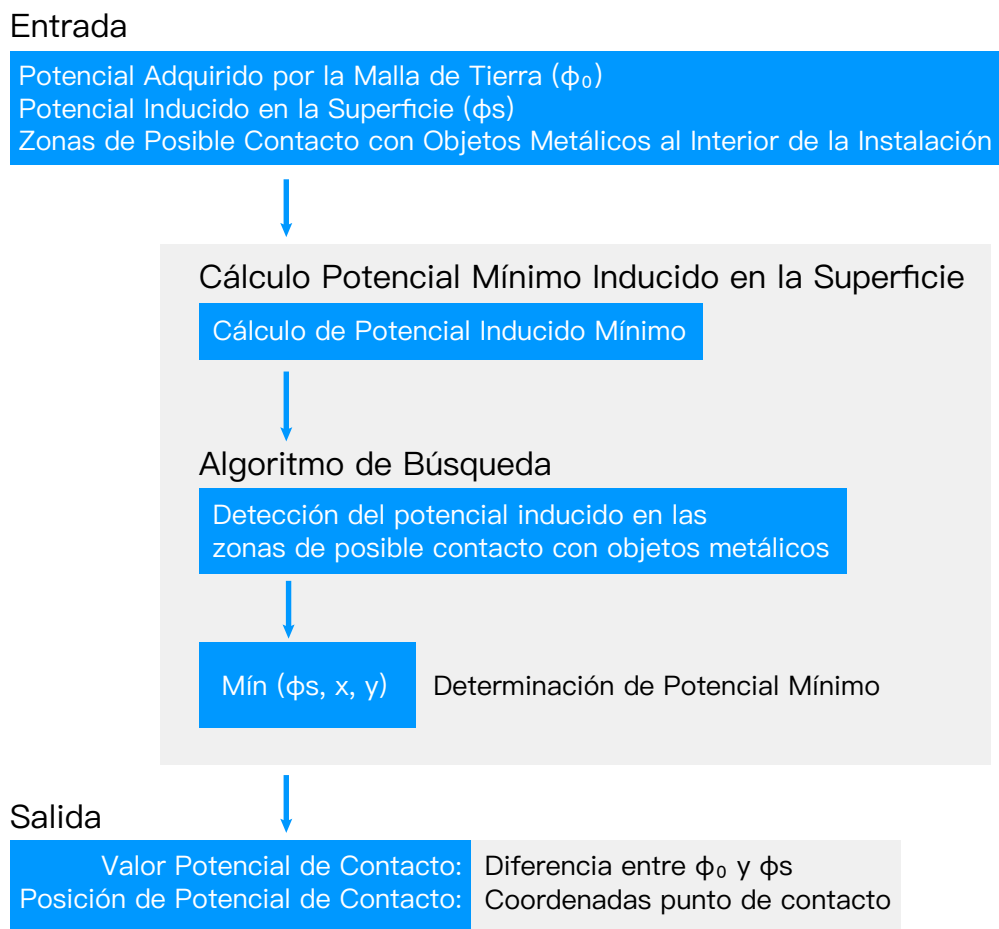 Entrada
Potencial Adquirido por la Malla de Tierra (ϕ₀)
Potencial Inducido en la Superficie (ϕs)
Zonas de Posible Contacto con Objetos Metálicos al Interior de la Instalación
Cálculo Potencial Mínimo Inducido en la Superficie
Cálculo de Potencial Inducido Mínimo
Algoritmo de Búsqueda
Detección del potencial inducido en las
zonas de posible contacto con objetos metálicos
Mín (ϕs, x, y)
Determinación de Potencial Mínimo
Salida
Valor Potencial de Contacto: Diferencia entre ϕ₀ y ϕs
Posición de Potencial de Contacto: Coordenadas punto de contacto